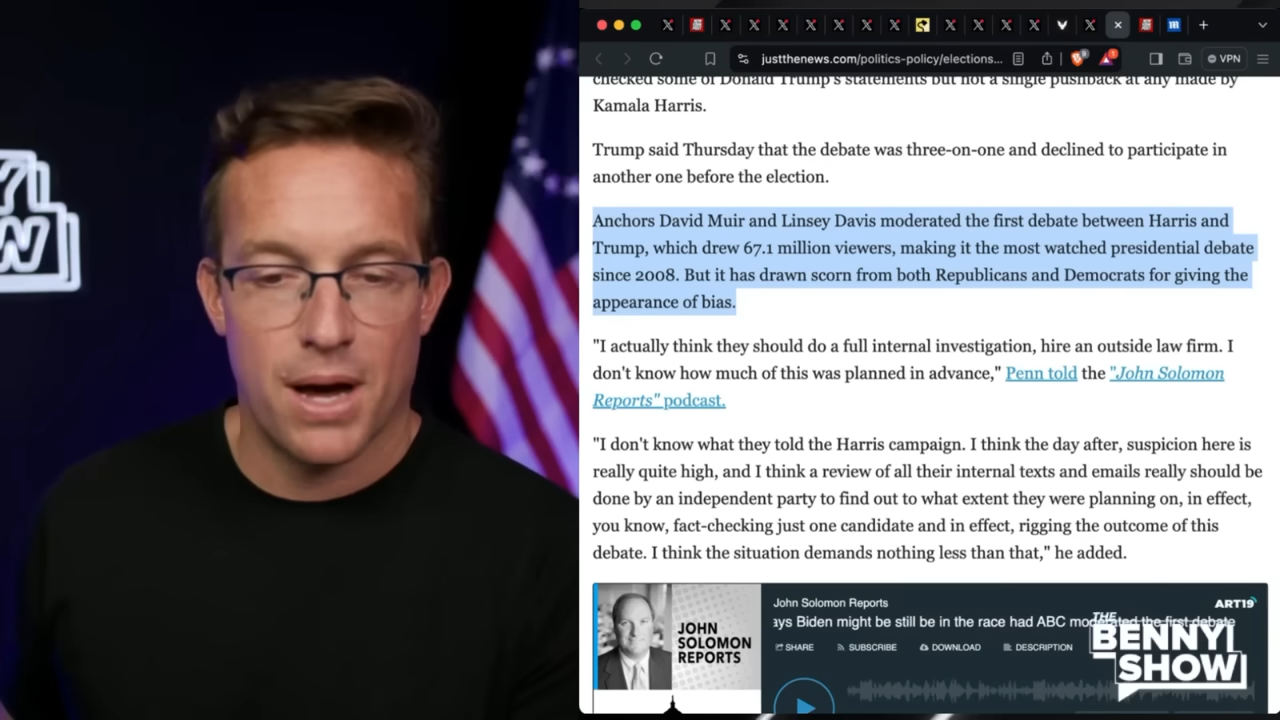 Y
W
justthenews.com/politics-policy/elections...
VPN
checked some of Donald Trump's statements but not a single pushback at any made by
Kamala Harris.
Trump said Thursday that the debate was three-on-one and declined to participate in
another one before the election.
Anchors David Muir and Linsey Davis moderated the first debate between Harris and
Trump, which drew 67.1 million viewers, making it the most watched presidential debate
since 2008. But it has drawn scorn from both Republicans and Democrats for giving the
appearance of bias.
"I actually think they should do a full internal investigation, hire an outside law firm. I
don't know how much of this was planned in advance," Penn told the "John Solomon
Reports" podcast.
"I don't know what they told the Harris campaign. I think the day after, suspicion here is
really quite high, and I think a review of all their internal texts and emails really should be
done by an independent party to find out to what extent they were planning on, in effect,
you know, fact-checking just one candidate and in effect, rigging the outcome of this
debate. I think the situation demands nothing less than that," he added.
John Solomon Reports
ART19
ays Biden might be still be in the race had ABC moderated the first debate
SHARE SUBSCRIBE DOWNLOAD DESCRIPTION
JOHN
SOLOMON
REPORTS
THE
BENNY
SHOW